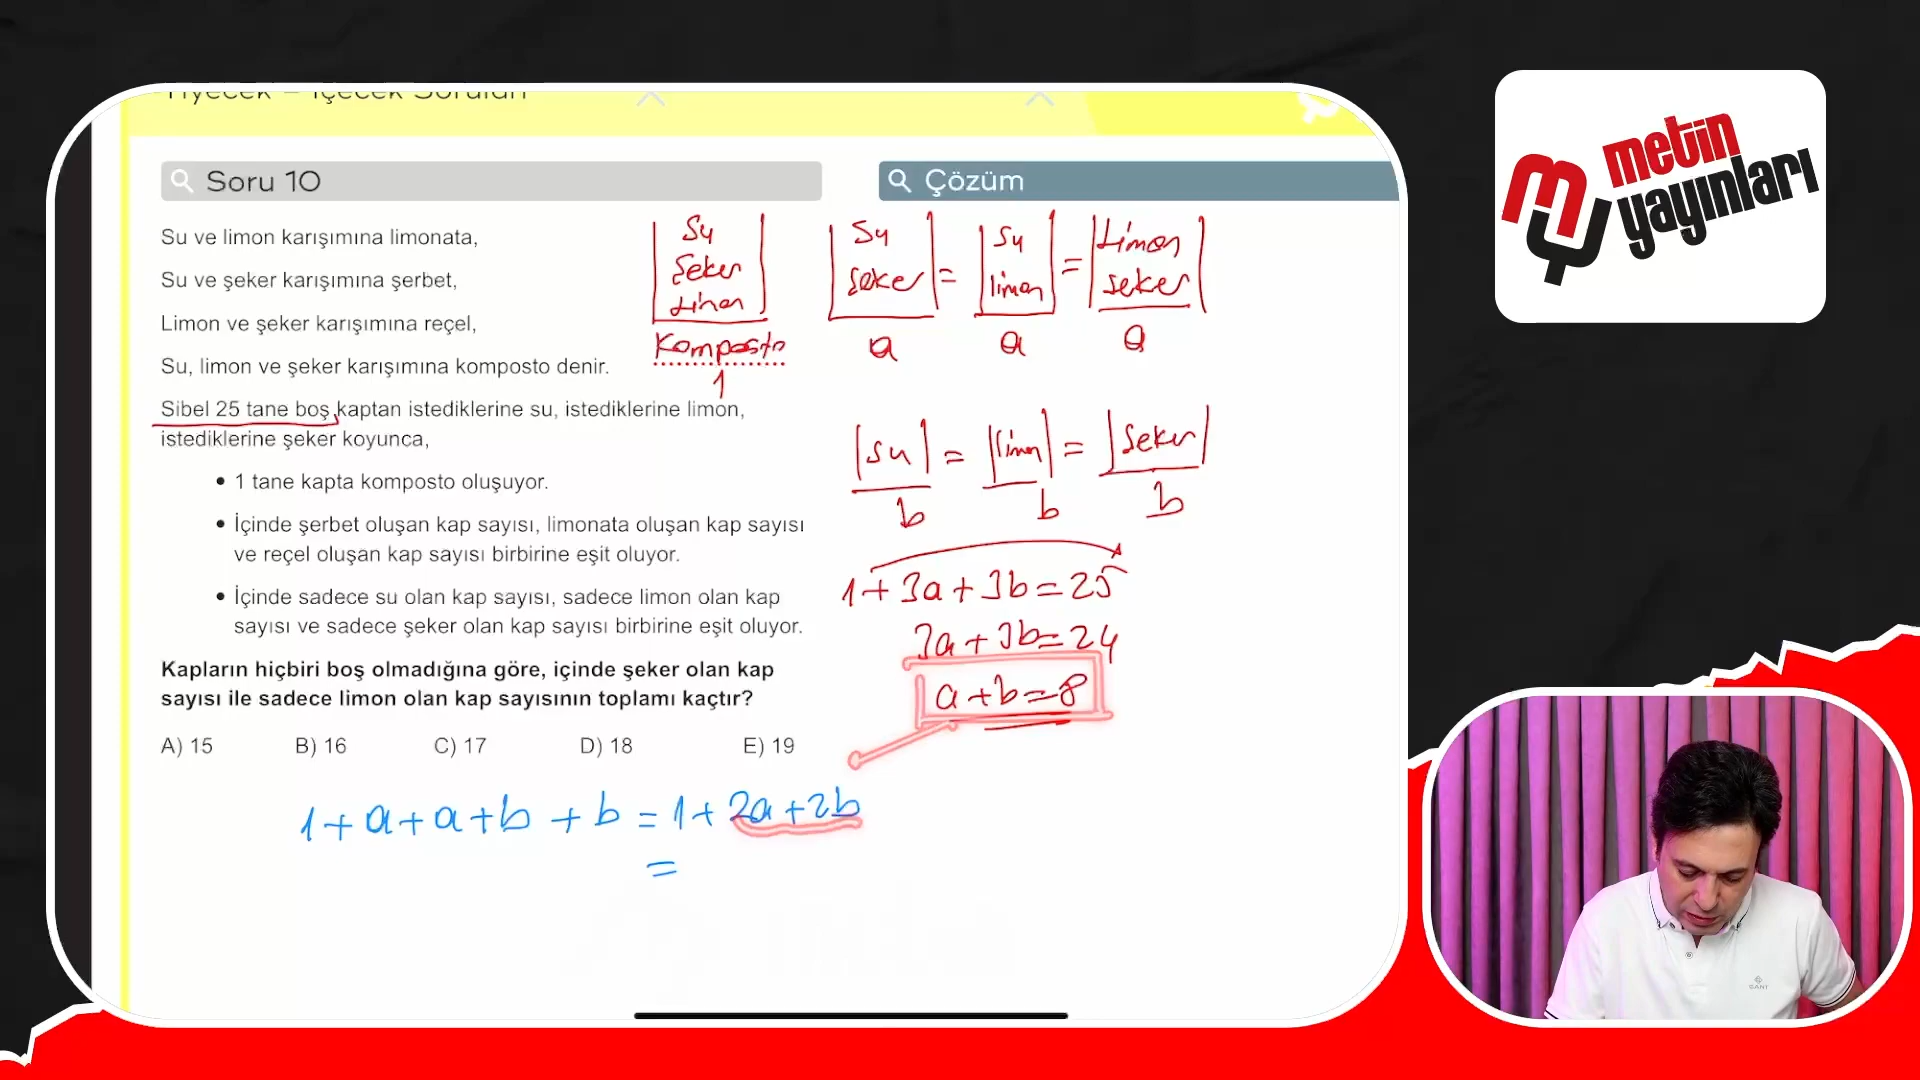 Yiyecek – İçecek Soruları
Soru 10
Su ve limon karışımına limonata,
Su ve şeker karışımına şerbet,
Limon ve şeker karışımına reçel,
Su, limon ve şeker karışımına komposto denir.
Sibel 25 tane boş kaptan istediklerine su, istediklerine limon,
istediklerine şeker koyunca,
• 1 tane kapta komposto oluşuyor.
• İçinde şerbet oluşan kap sayısı, limonata oluşan kap sayısı
ve reçel oluşan kap sayısı birbirine eşit oluyor.
• İçinde sadece su olan kap sayısı, sadece limon olan kap
sayısı ve sadece şeker olan kap sayısı birbirine eşit oluyor.
Kapların hiçbiri boş olmadığına göre, içinde şeker olan kap
sayısı ile sadece limon olan kap sayısının toplamı kaçtır?
A) 15 B) 16 C) 17 D) 18 E) 19
1+a+a+b+b=1+2a+2b
=
Su
Şeker
Limon
Komposto
1
Çözüm
Su Su Limon
şeker = limon = şeker
a a a
su = limon = Şeker
b b b
1+3a+3b=25
3a+3b=24
a+b=8
metin
yayınları
GANT